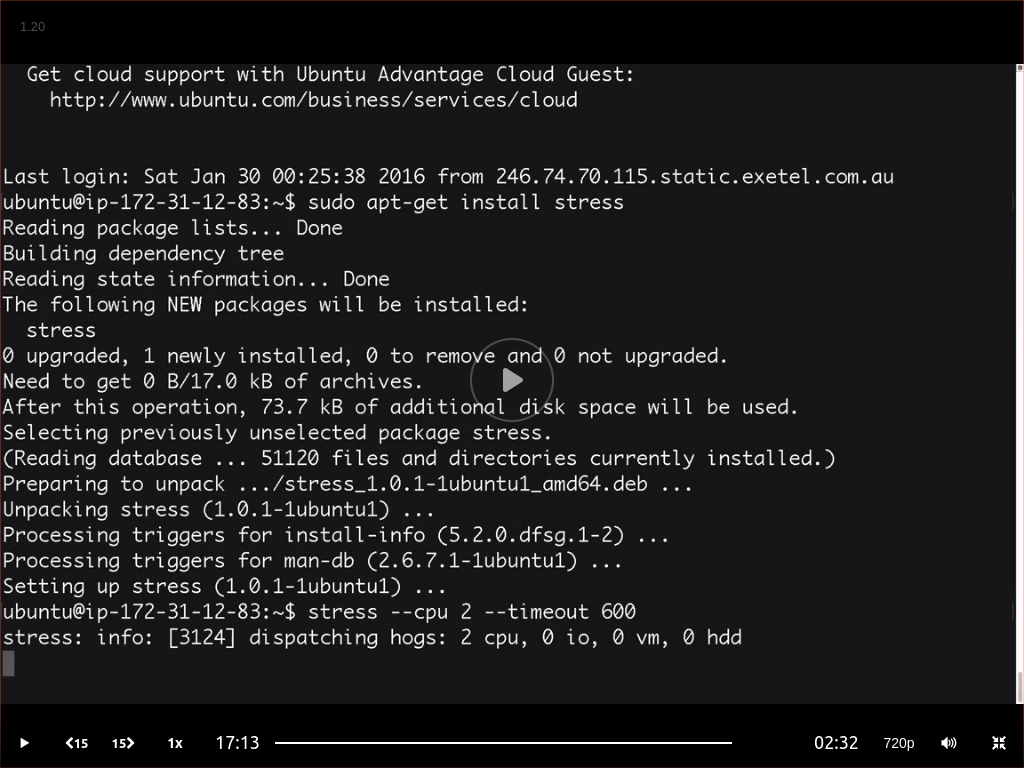 1.20
Get cloud support with Ubuntu Advantage Cloud Guest:
http://www.ubuntu.com/business/services/cloud
Last login: Sat Jan 30 00:25:38 2016 from 246.74.70.115.static.exetel.com.au
ubuntu@ip-172-31-12-83:~$ sudo apt-get install stress
Reading package lists... Done
Building dependency tree
Reading state information... Done
The following NEW packages will be installed:
stress
0 upgraded, 1 newly installed, 0 to remove and 0 not upgraded.
Need to get 0 B/17.0 kB of archives.
After this operation, 73.7 kB of additional disk space will be used.
Selecting previously unselected package stress.
(Reading database ... 51120 files and directories currently installed.)
Preparing to unpack .../stress_1.0.1-1ubuntu1_amd64.deb ...
Unpacking stress (1.0.1-1ubuntu1) ...
Processing triggers for install-info (5.2.0.dfsg.1-2) ...
Processing triggers for man-db (2.6.7.1-1ubuntu1) ...
Setting up stress (1.0.1-1ubuntu1) ...
ubuntu@ip-172-31-12-83:~$ stress --cpu 2 --timeout 600
stress: info: [3124] dispatching hogs: 2 cpu, 0 io, 0 vm, 0 hdd
15 15 1x 17:13 02:32 720p